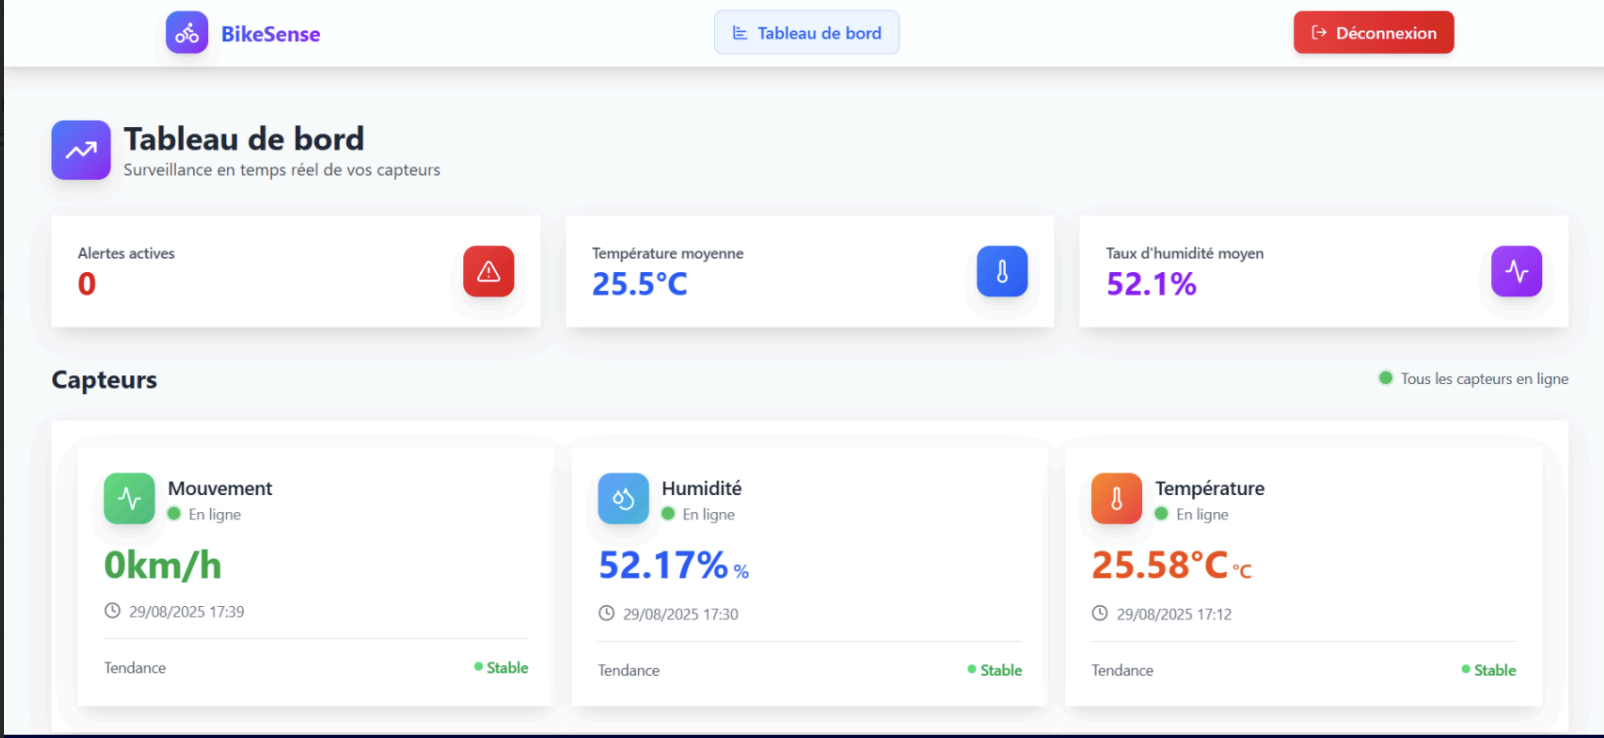 BikeSense
Tableau de bord
Déconnexion
Tableau de bord
Surveillance en temps réel de vos capteurs
Alertes actives
0
Température moyenne
25.5°C
Taux d'humidité moyen
52.1%
Capteurs
Tous les capteurs en ligne
Mouvement
En ligne
0km/h
29/08/2025 17:39
Tendance
Stable
Humidité
En ligne
52.17% %
29/08/2025 17:30
Tendance
Stable
Température
En ligne
25.58°C °C
29/08/2025 17:12
Tendance
Stable